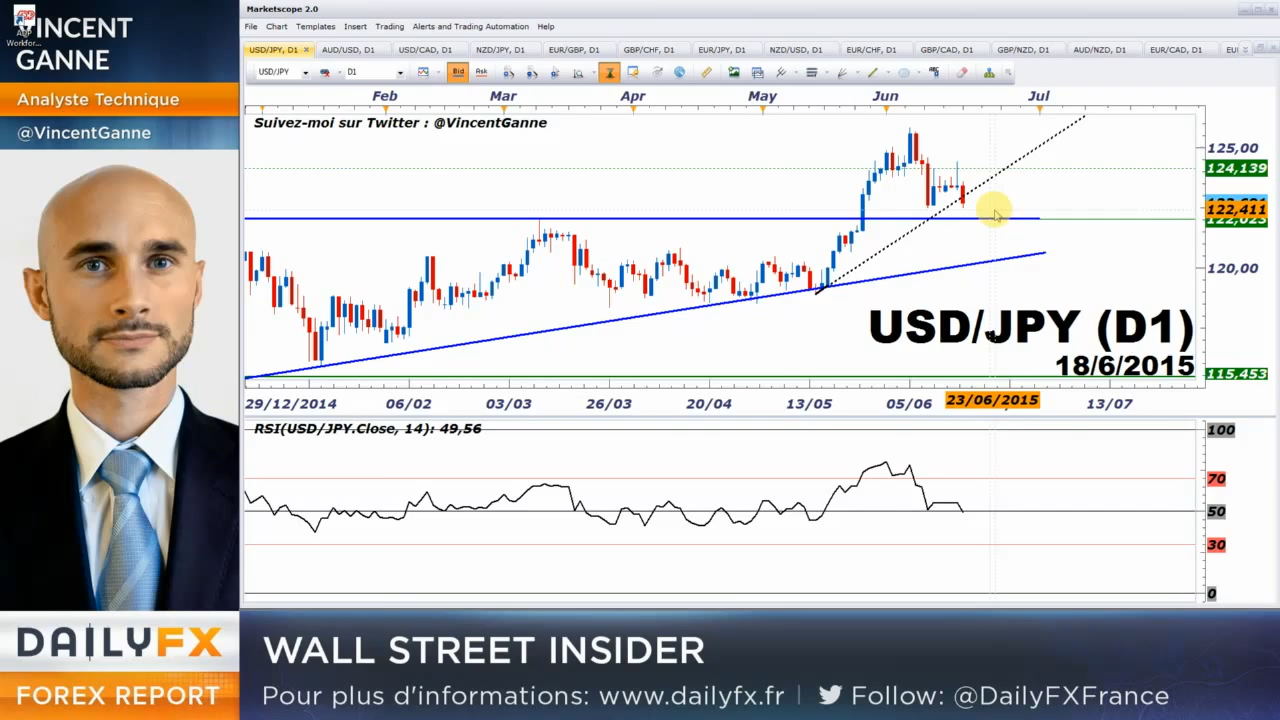 VINCENT
GANNE
Analyste Technique
@VincentGanne
Marketscope 2.0
File Chart Templates Insert Trading Alerts and Trading Automation Help
USD/JPY, D1 AUD/USD, D1 USD/CAD, D1 NZD/JPY, D1 EUR/GBP, D1 GBP/CHF, D1 EUR/JPY, D1 NZD/USD, D1 EUR/CHF, D1 GBP/CAD, D1 GBP/NZD, D1 AUD/NZD, D1 EUR/CAD, D1
USD/JPY D1 Bid Ask ABC
Feb Mar Apr May Jun Jul
Suivez-moi sur Twitter : @VincentGanne
125,00
124,139
122,411
122,023
120,00
USD/JPY (D1)
18/6/2015
115,453
29/12/2014 06/02 03/03 26/03 20/04 13/05 05/06 23/06/2015 13/07
RSI(USD/JPY.Close, 14): 49,56
100
70
50
30
0
DAILYFX
FOREX REPORT
WALL STREET INSIDER
Pour plus d'informations: www.dailyfx.fr | Follow: @DailyFXFrance